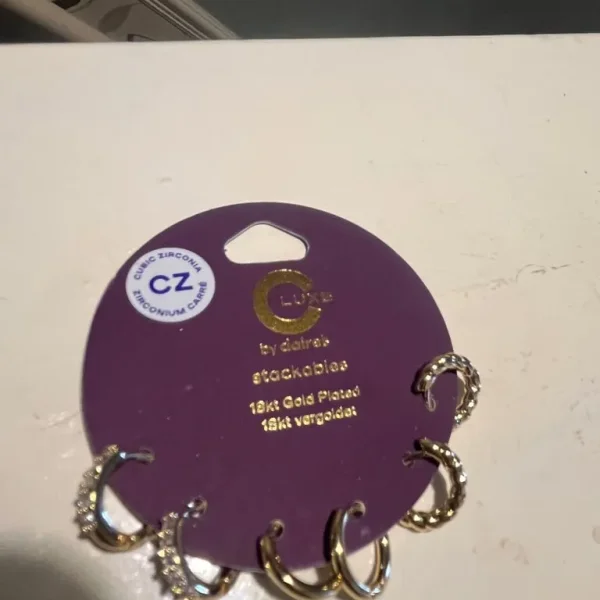 CUBIC ZIRCONIA
CZ
ZIRCONIUM CARRÉ
C LUXE
by claire's
stackables
18kt Gold Plated
18kt vergoldet